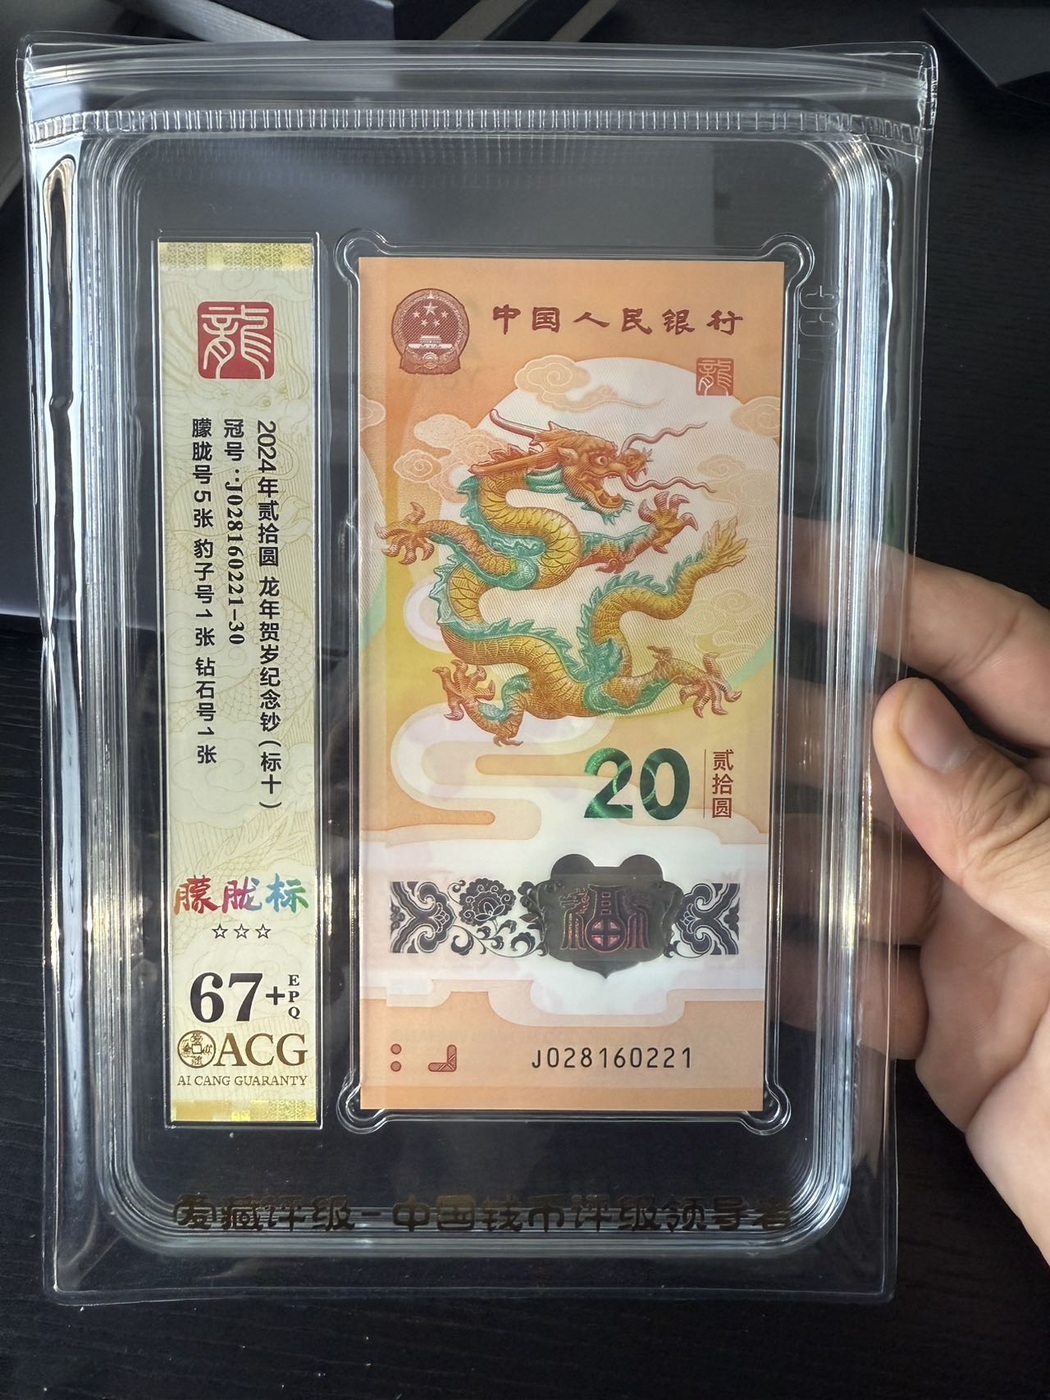 龍
2024年贰拾圆 龙年贺岁纪念钞(标十)
冠号:J0281602​21-30
朦胧号5张 豹子号1张 钻石号1张
朦胧标
☆☆☆
67+EPQ
ACG
AI CANG GUARANTY
中国人民银行
龍
20
贰拾圆
福
J028160221
爱藏评级-中国钱币评级领导者